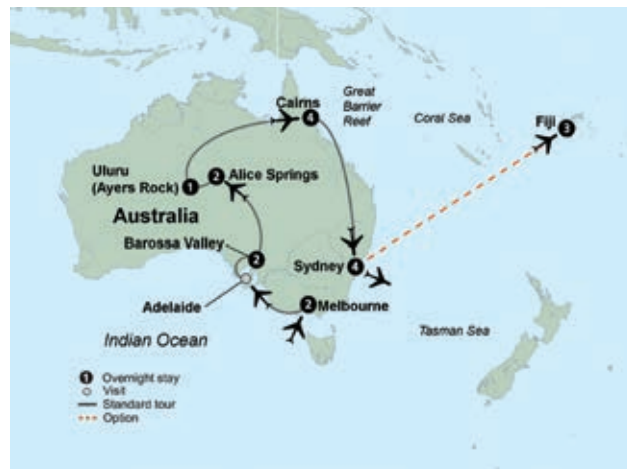 Great
Barrier
Reef
Coral Sea
Cairns
4
Fiji
3
Uluru
(Ayers Rock)
1
2
Alice Springs
Australia
Barossa Valley
2
Sydney
4
Adelaide
2
Melbourne
Indian Ocean
Tasman Sea
1 Overnight stay
Visit
Standard tour
Option